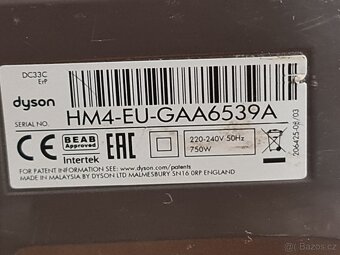 DC33C
ErP
dyson
SERIAL NO.
HM4-EU-GAA6539A
CE
BEAB
Approved
Intertek
EAC
220-240V 50Hz
750W
206425-08/03
FOR PATENT INFORMATION SEE: www.dyson.com/patents
MADE IN MALAYSIA BY DYSON LTD MALMESBURY SN16 0RP ENGLAND
© Bazos.cz